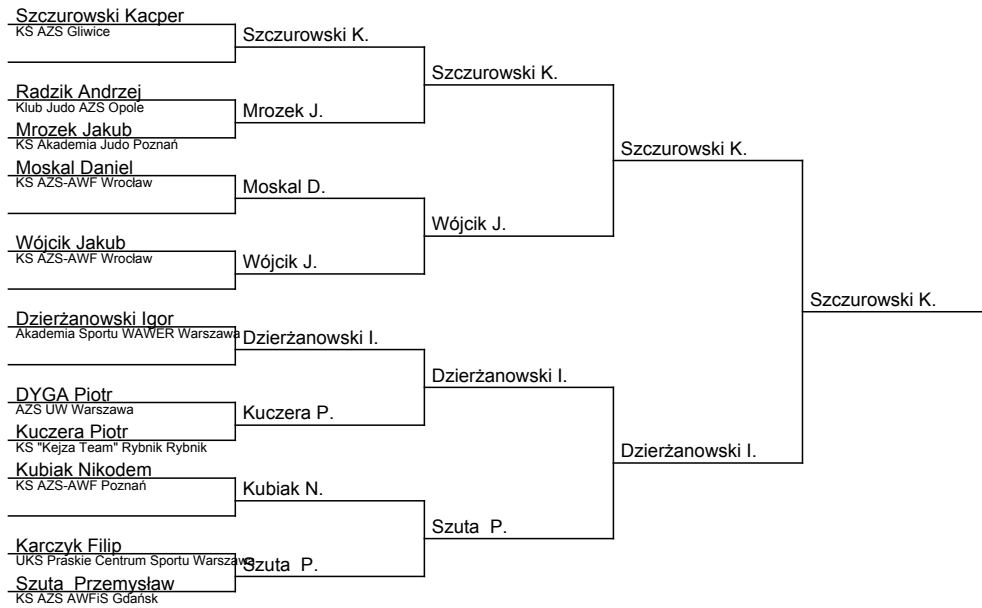 Szczurowski Kacper
KS AZS Gliwice
Radzik Andrzej
Klub Judo AZS Opole
Mrozek Jakub
KS Akademia Judo Poznań
Moskal Daniel
KS AZS-AWF Wrocław
Wójcik Jakub
KS AZS-AWF Wrocław
Dzierżanowski Igor
Akademia Sportu WAWER Warszawa
DYGA Piotr
AZS UW Warszawa
Kuczera Piotr
KS "Kejza Team" Rybnik Rybnik
Kubiak Nikodem
KS AZS-AWF Poznań
Karczyk Filip
UKS Praskie Centrum Sportu Warszawa
Szuta  Przemysław
KS AZS AWFiS Gdańsk
Szczurowski K.
Mrozek J.
Moskal D.
Wójcik J.
Dzierżanowski I.
Kuczera P.
Kubiak N.
Szuta  P.
Szczurowski K.
Wójcik J.
Dzierżanowski I.
Szuta  P.
Szczurowski K.
Dzierżanowski I.
Szczurowski K.